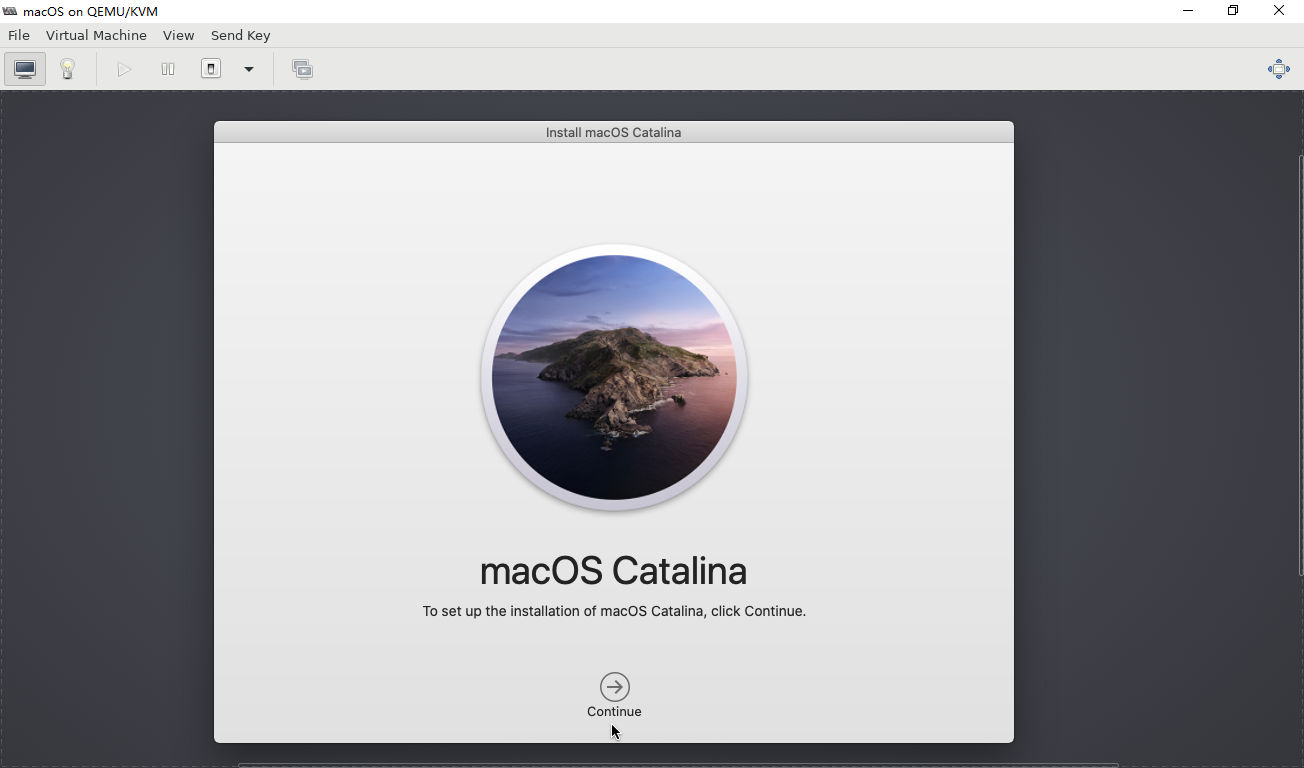 macOS on QEMU/KVM
File Virtual Machine View Send Key
Install macOS Catalina
macOS Catalina
To set up the installation of macOS Catalina, click Continue.
Continue